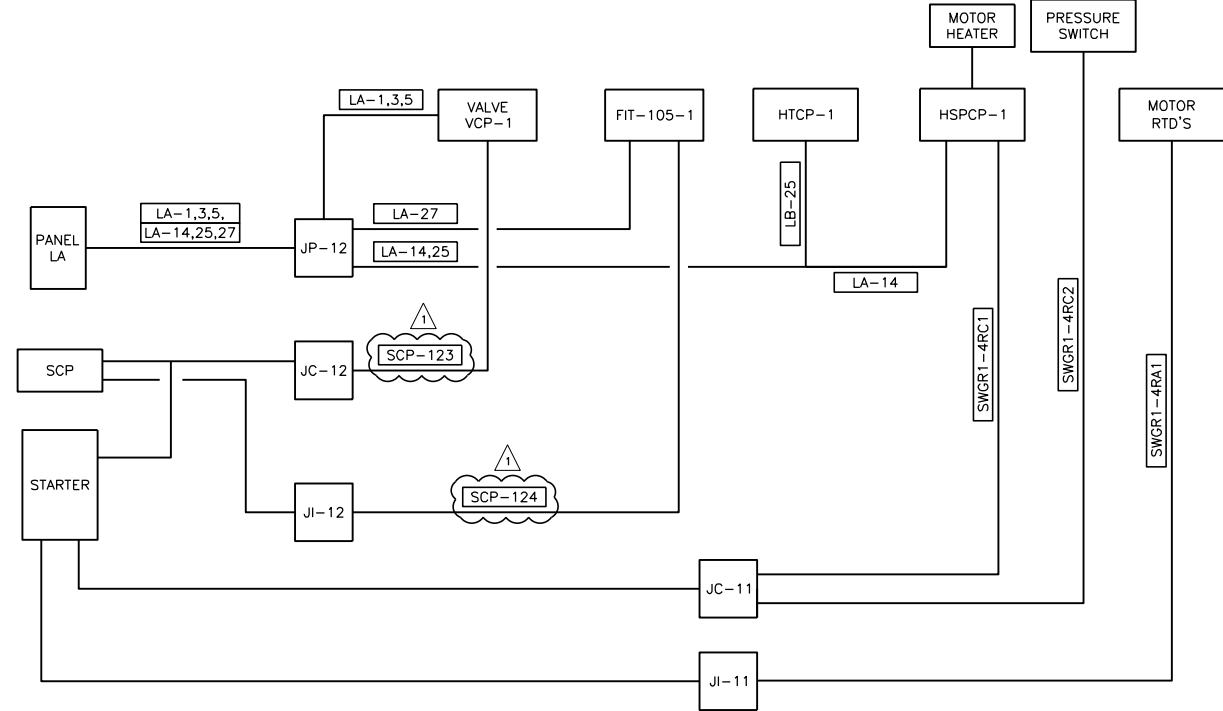 MOTOR
HEATER
PRESSURE
SWITCH
LA-1,3,5
VALVE
VCP-1
FIT-105-1
HTCP-1
HSPCP-1
MOTOR
RTD'S
LB-25
PANEL
LA
LA-1,3,5,
LA-14,25,27
JP-12
LA-27
LA-14,25
LA-14
1
SCP
JC-12
SCP-123
SWGR1-4RC1
SWGR1-4RC2
SWGR1-4RA1
STARTER
1
JI-12
SCP-124
JC-11
JI-11